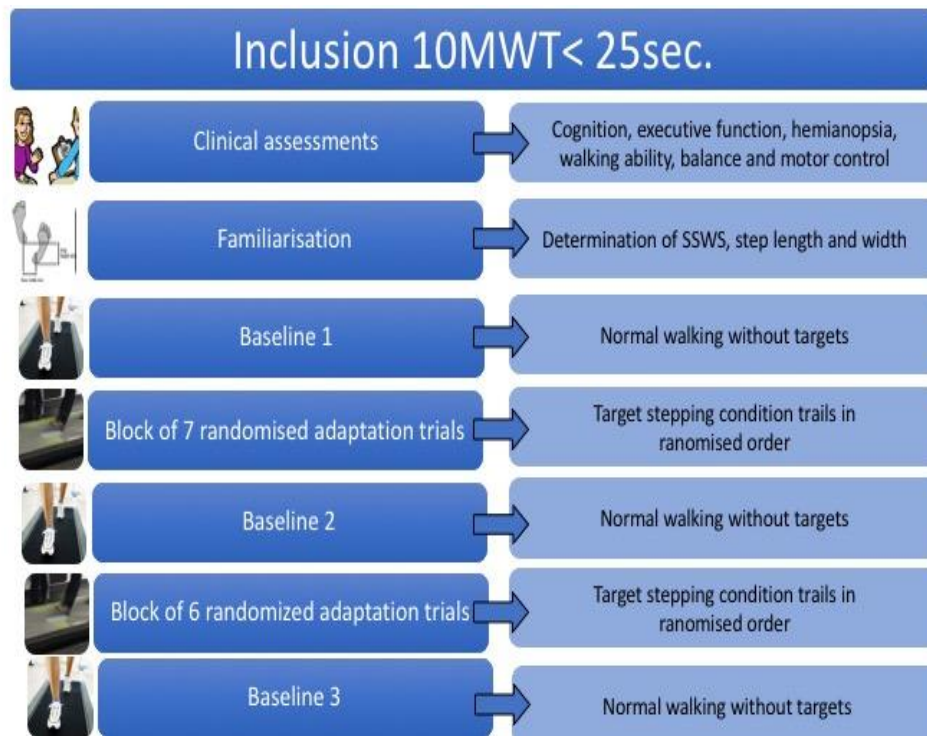 Inclusion 10MWT< 25sec.
Clinical assessments
Cognition, executive function, hemianopsia,
walking ability, balance and motor control
Familiarisation
Determination of SSWS, step length and width
Baseline 1
Normal walking without targets
Block of 7 randomised adaptation trials
Target stepping condition trails in
ranomised order
Baseline 2
Normal walking without targets
Block of 6 randomized adaptation trials
Target stepping condition trails in
ranomised order
Baseline 3
Normal walking without targets